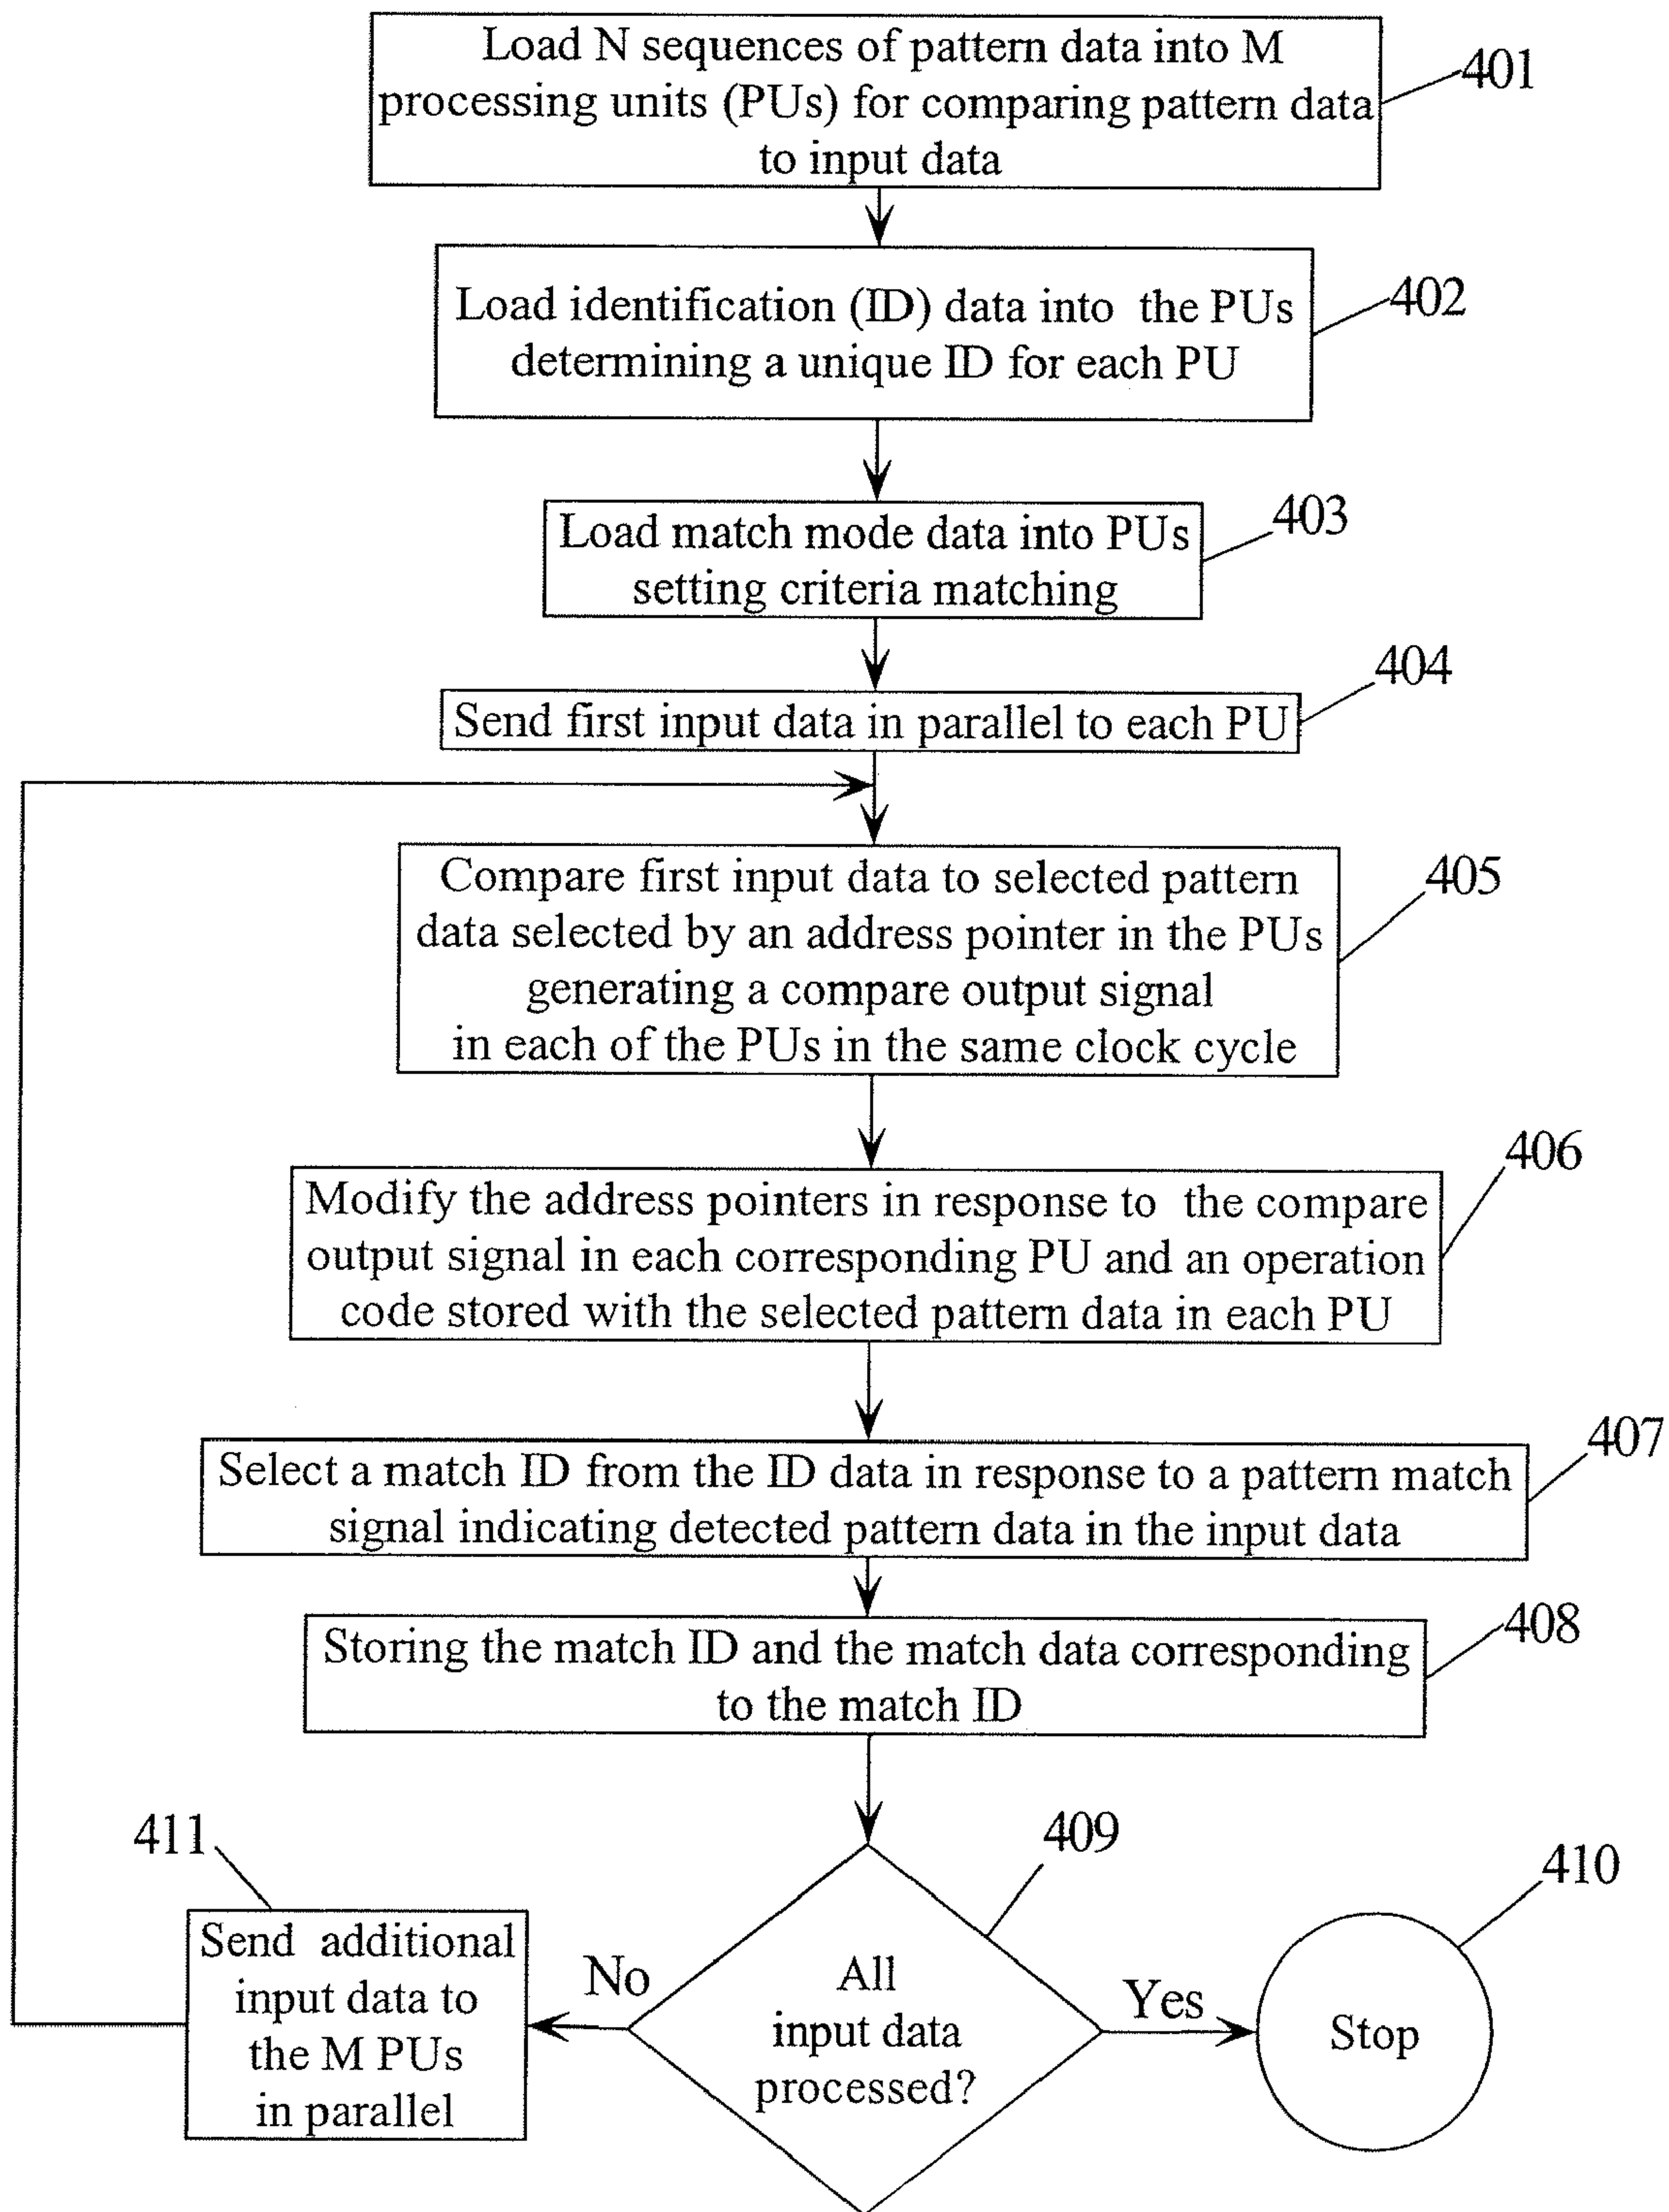 Load N sequences of pattern data into M
processing units (PUs) for comparing pattern data
to input data
401
Load identification (ID) data into the PUs
determining a unique ID for each PU
402
Load match mode data into PUs
setting criteria matching
403
Send first input data in parallel to each PU
404
Compare first input data to selected pattern
data selected by an address pointer in the PUs
generating a compare output signal
in each of the PUs in the same clock cycle
405
Modify the address pointers in response to the compare
output signal in each corresponding PU and an operation
code stored with the selected pattern data in each PU
406
Select a match ID from the ID data in response to a pattern match
signal indicating detected pattern data in the input data
407
Storing the match ID and the match data corresponding
to the match ID
408
All
input data
processed?
409
Yes
Stop
410
No
Send additional
input data to
the M PUs
in parallel
411